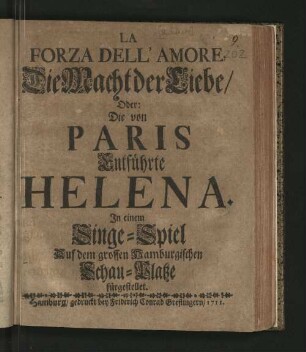 LA
FORZA DELL' AMORE.
Die Macht der Liebe/
Oder:
Die von
PARIS
Entführte
HELENA.
In einem
Singe-Spiel
Auf dem grossen Hamburgischen
Schau-Platze
fürgestellet.
Hamburg/ gedruckt bey Friderich Conrad Greflingern/ 1711.